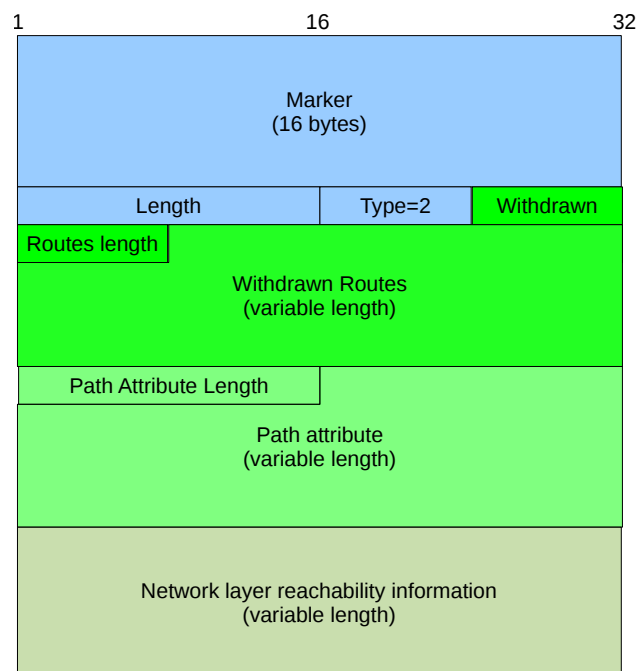 1 16 32
Marker
(16 bytes)
Length Type=2 Withdrawn
Routes length
Withdrawn Routes
(variable length)
Path Attribute Length
Path attribute
(variable length)
Network layer reachability information
(variable length)